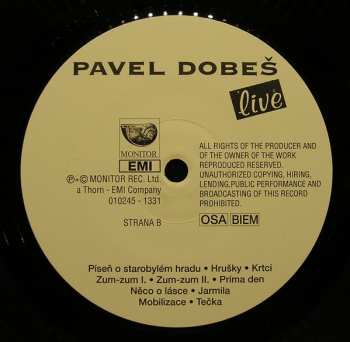 PAVEL DOBEŠ
live
MONITOR
EMI
℗+© MONITOR REC. Ltd.
a Thorn - EMI Company
010245 - 1331
STRANA B
ALL RIGHTS OF THE PRODUCER AND
OF THE OWNER OF THE WORK
REPRODUCED RESERVED.
UNAUTHORIZED COPYING, HIRING,
LENDING,PUBLIC PERFORMANCE AND
BROADCASTING OF THIS RECORD
PROHIBITED.
OSA BIEM
Píseň o starobylém hradu • Hrušky • Krtci
Zum-zum I. • Zum-zum II. • Prima den
Něco o lásce • Jarmila
Mobilizace • Tečka